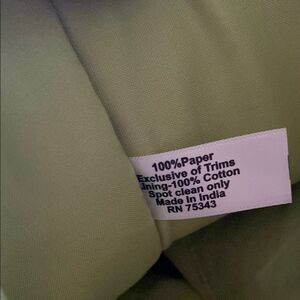 100%Paper
Exclusive of Trims
Lining-100% Cotton
Spot clean only
Made in India
RN 75343